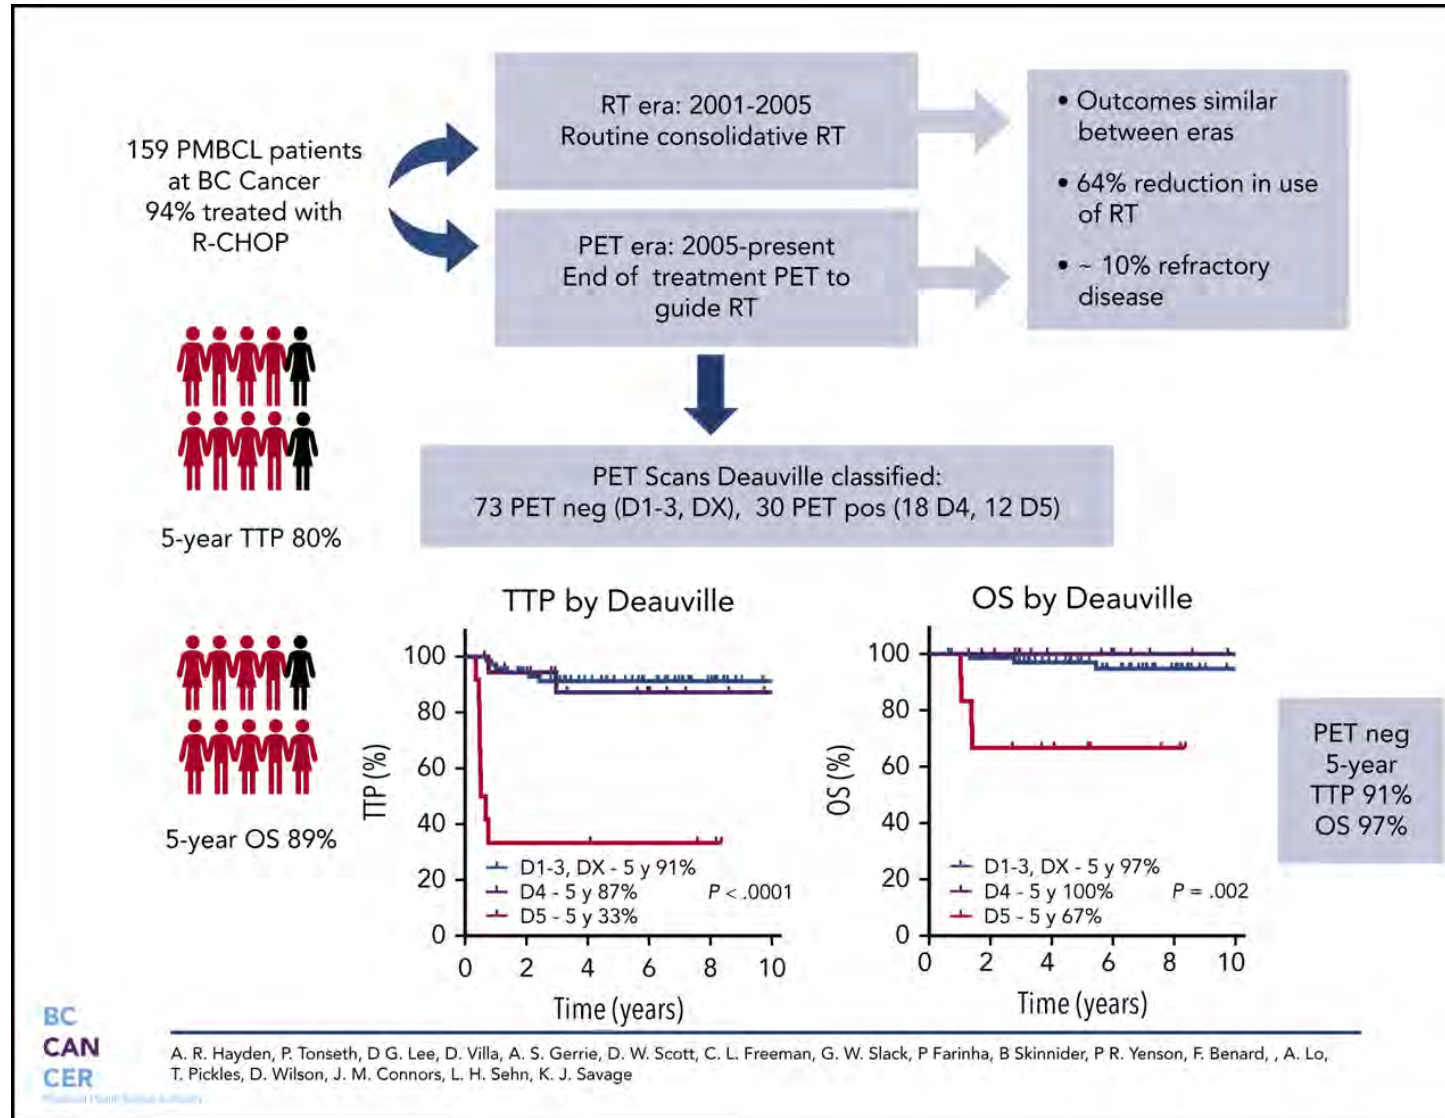 159 PMBCL patients
at BC Cancer
94% treated with
R-CHOP
RT era: 2001-2005
Routine consolidative RT
PET era: 2005-present
End of treatment PET to
guide RT
• Outcomes similar
between eras
• 64% reduction in use
of RT
• ~ 10% refractory
disease
PET Scans Deauville classified:
73 PET neg (D1-3, DX), 30 PET pos (18 D4, 12 D5)
5-year TTP 80%
5-year OS 89%
TTP by Deauville
TTP (%)
100
80
60
40
20
0
D1-3, DX - 5 y 91%
D4 - 5 y 87%
D5 - 5 y 33%
P < .0001
0 2 4 6 8 10
Time (years)
OS by Deauville
OS (%)
100
80
60
40
20
0
D1-3, DX - 5 y 97%
D4 - 5 y 100%
D5 - 5 y 67%
P = .002
0 2 4 6 8 10
Time (years)
PET neg
5-year
TTP 91%
OS 97%
BC
CAN
CER
A. R. Hayden, P. Tonseth, D G. Lee, D. Villa, A. S. Gerrie, D. W. Scott, C. L. Freeman, G. W. Slack, P Farinha, B Skinnider, P R. Yenson, F. Benard, , A. Lo,
T. Pickles, D. Wilson, J. M. Connors, L. H. Sehn, K. J. Savage